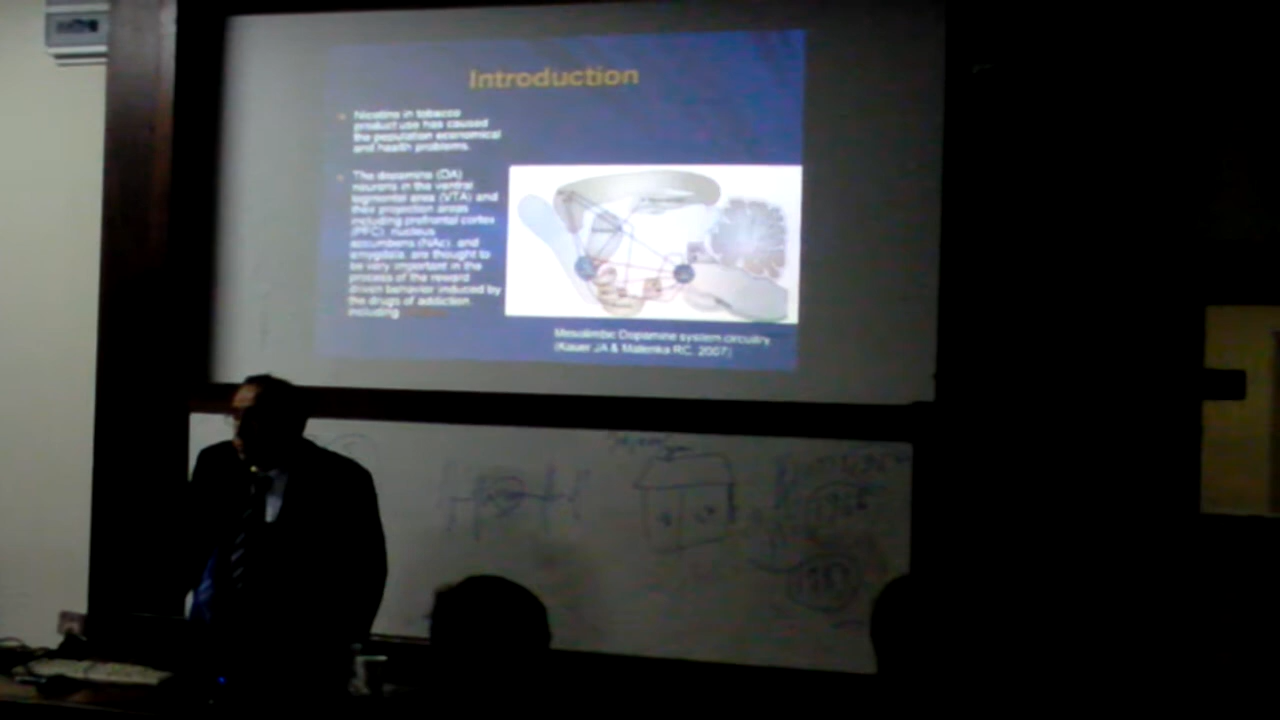 Introduction
Nicotine in tobacco
product use has caused
the population economical
and health problems.
The dopamine (DA)
neurons in the ventral
tegmental area (VTA) and
their projection areas
including prefrontal cortex
(PFC), nucleus
accumbens (NAc), and
amygdala, are thought to
be very important in the
process of the reward
driven behavior induced by
the drugs of addiction,
including
Mesolimbic Dopamine system circuitry
(Kauer JA & Malenka RC, 2007)